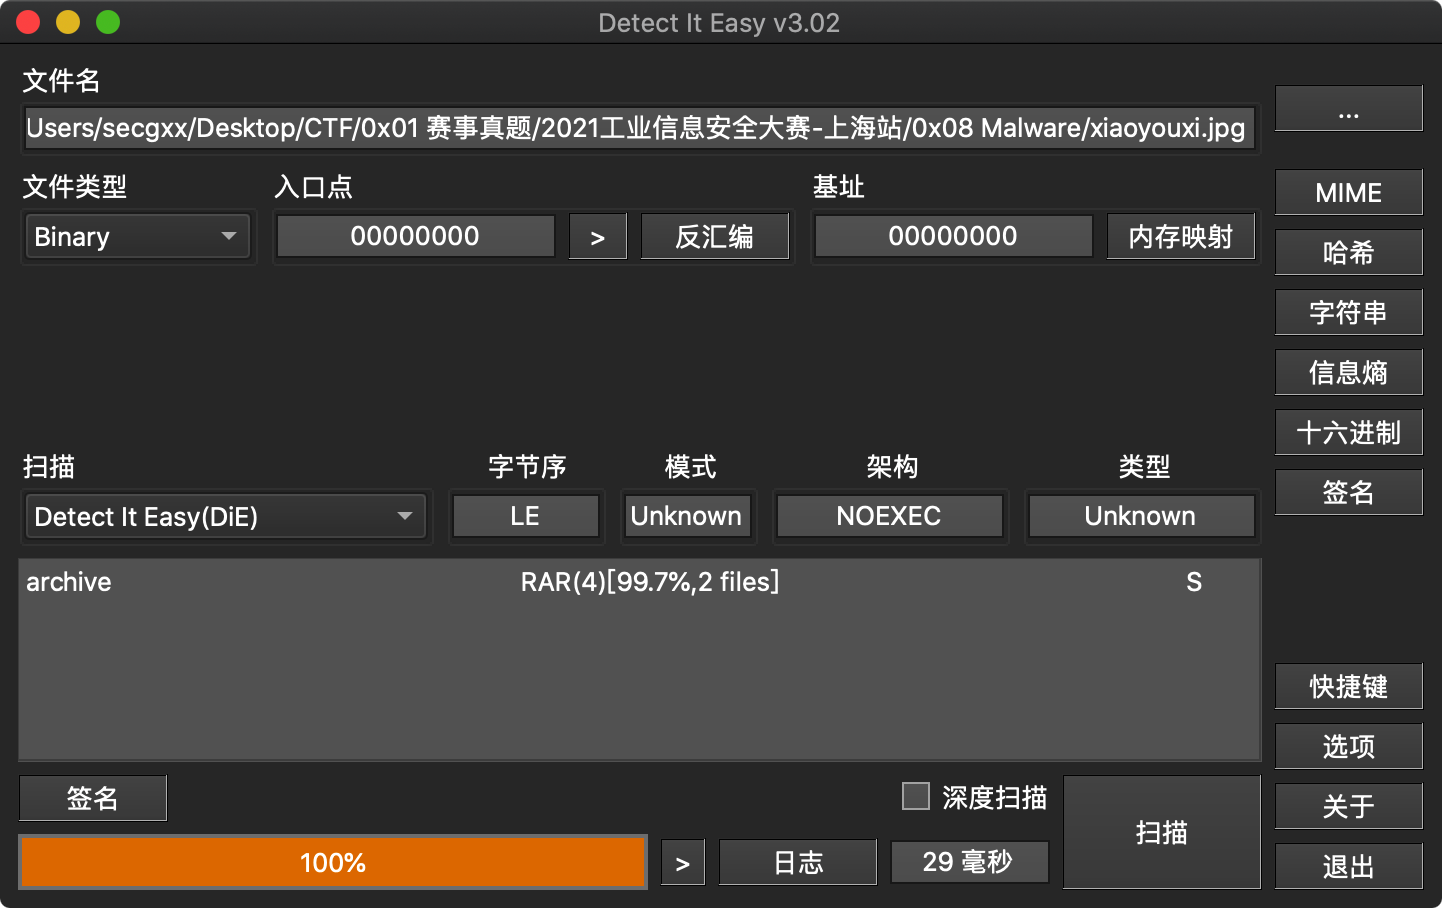 Detect It Easy v3.02
文件名
Users/secgxx/Desktop/CTF/0x01 赛事真题/2021工业信息安全大赛-上海站/0x08 Malware/xiaoyouxi.jpg
...
文件类型 入口点 基址
MIME
Binary 00000000 > 反汇编 00000000 内存映射
哈希
字符串
信息熵
十六进制
扫描 字节序 模式 架构 类型
签名
Detect It Easy(DiE) LE Unknown NOEXEC Unknown
archive RAR(4)[99.7%,2 files] S
快捷键
选项
签名 深度扫描
关于
扫描
100% > 日志 29 毫秒
退出